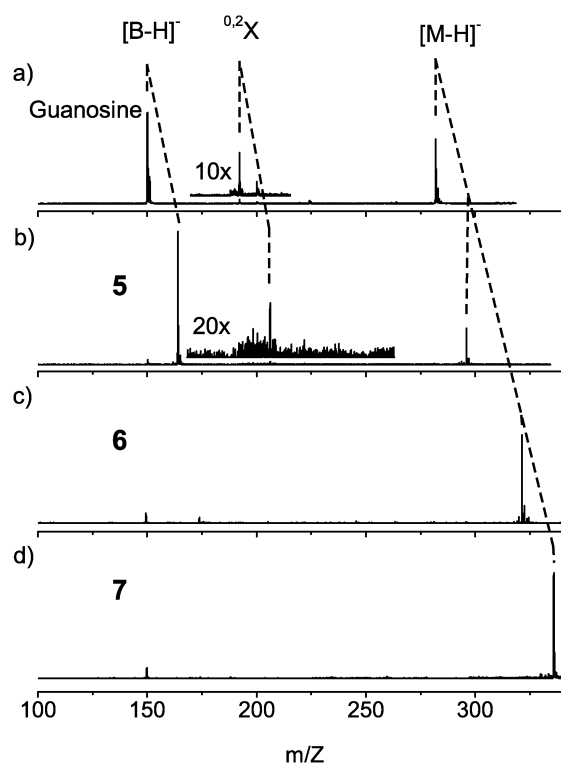 [B-H]⁻ ⁰,²X [M-H]⁻
a)
Guanosine
10x
b)
5
20x
c)
6
d)
7
100 150 200 250 300
m/Z